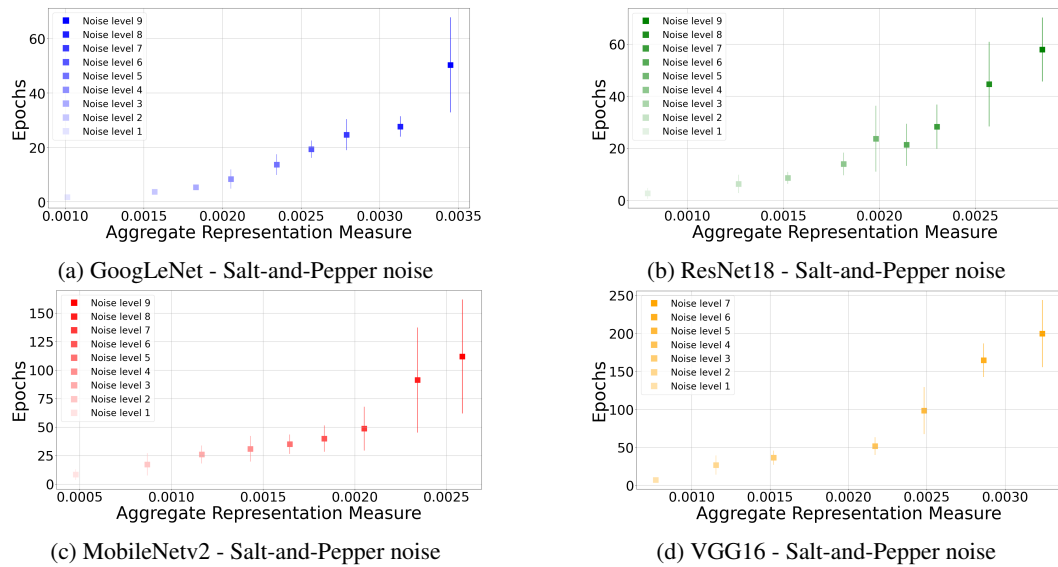 60
40
20
0
Epochs
Noise level 9
Noise level 8
Noise level 7
Noise level 6
Noise level 5
Noise level 4
Noise level 3
Noise level 2
Noise level 1
0.0010 0.0015 0.0020 0.0025 0.0030 0.0035
Aggregate Representation Measure
(a) GoogLeNet - Salt-and-Pepper noise
60
40
20
0
Epochs
Noise level 9
Noise level 8
Noise level 7
Noise level 6
Noise level 5
Noise level 4
Noise level 3
Noise level 2
Noise level 1
0.0010 0.0015 0.0020 0.0025
Aggregate Representation Measure
(b) ResNet18 - Salt-and-Pepper noise
150
125
100
75
50
25
0
Epochs
Noise level 9
Noise level 8
Noise level 7
Noise level 6
Noise level 5
Noise level 4
Noise level 3
Noise level 2
Noise level 1
0.0005 0.0010 0.0015 0.0020 0.0025
Aggregate Representation Measure
(c) MobileNetv2 - Salt-and-Pepper noise
250
200
150
100
50
0
Epochs
Noise level 7
Noise level 6
Noise level 5
Noise level 4
Noise level 3
Noise level 2
Noise level 1
0.0010 0.0015 0.0020 0.0025 0.0030
Aggregate Representation Measure
(d) VGG16 - Salt-and-Pepper noise